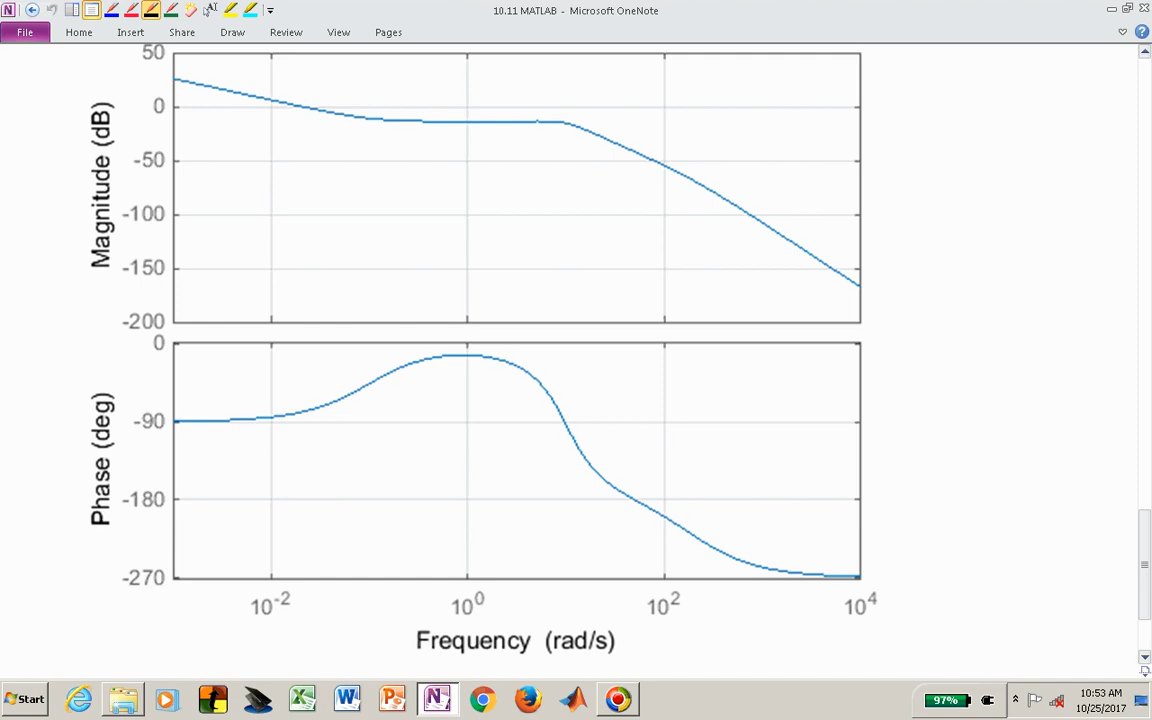 10.11 MATLAB - Microsoft OneNote
File Home Insert Share Draw Review View Pages
50
0
-50
-100
-150
-200
Magnitude (dB)
0
-90
-180
-270
Phase (deg)
10^-2 10^0 10^2 10^4
Frequency (rad/s)
Start
97%
10:53 AM
10/25/2017